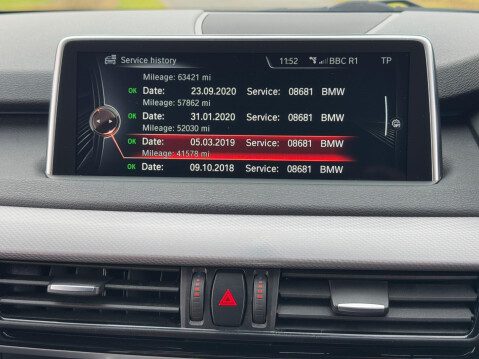 Service history 11:52 BBC R1 TP
Mileage: 63421 mi
OK Date: 23.09.2020 Service: 08681 BMW
Mileage: 57862 mi
OK Date: 31.01.2020 Service: 08681 BMW
Mileage: 52030 mi
OK Date: 05.03.2019 Service: 08681 BMW
Mileage: 41578 mi
OK Date: 09.10.2018 Service: 08681 BMW